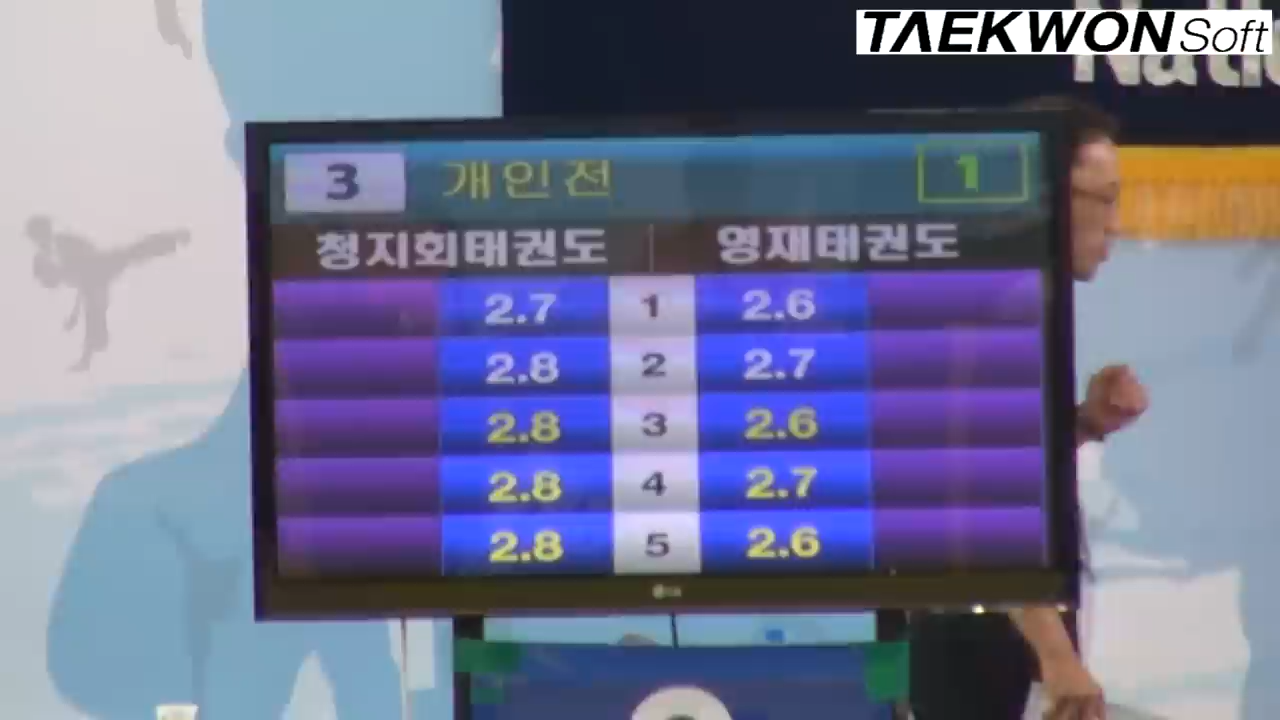 TAEKWON Soft
Natio
3 개인전 1
청지회태권도 영재태권도
2.7 1 2.6
2.8 2 2.7
2.8 3 2.6
2.8 4 2.7
2.8 5 2.6
LG